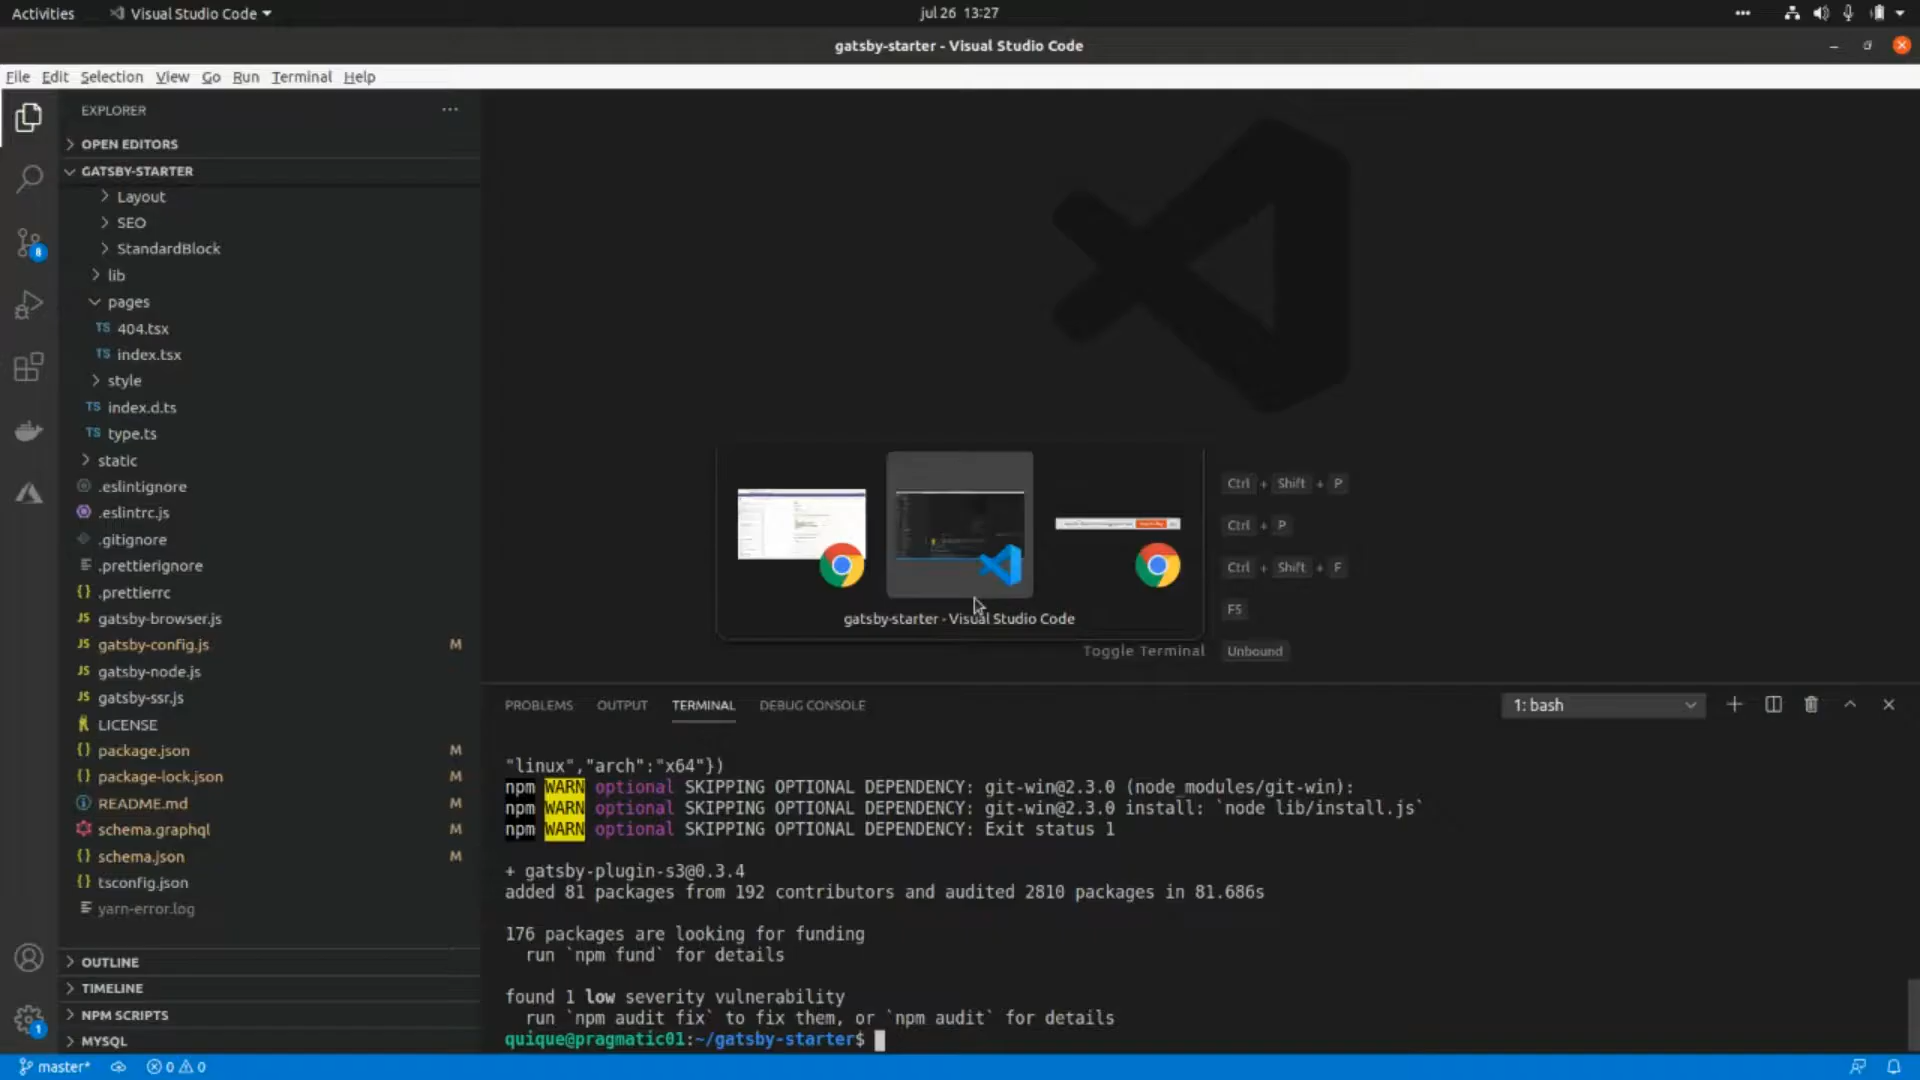 Activities
Visual Studio Code
jul 26 13:27
gatsby-starter - Visual Studio Code
File Edit Selection View Go Run Terminal Help
EXPLORER
OPEN EDITORS
GATSBY-STARTER
Layout
SEO
StandardBlock
8
lib
pages
TS 404.tsx
TS index.tsx
style
TS index.d.ts
TS type.ts
static
.eslintignore
.eslintrc.js
.gitignore
.prettierignore
{} .prettierrc
JS gatsby-browser.js
JS gatsby-config.js M
JS gatsby-node.js
JS gatsby-ssr.js
LICENSE
{} package.json M
{} package-lock.json M
README.md M
schema.graphql M
{} schema.json M
{} tsconfig.json
yarn-error.log
OUTLINE
TIMELINE
NPM SCRIPTS
MYSQL
1
Ctrl + Shift + P
Ctrl + P
Ctrl + Shift + F
F5
gatsby-starter - Visual Studio Code
Toggle Terminal Unbound
PROBLEMS OUTPUT TERMINAL DEBUG CONSOLE
1: bash
"linux","arch":"x64"})
npm WARN optional SKIPPING OPTIONAL DEPENDENCY: git-win@2.3.0 (node_modules/git-win):
npm WARN optional SKIPPING OPTIONAL DEPENDENCY: git-win@2.3.0 install: `node lib/install.js`
npm WARN optional SKIPPING OPTIONAL DEPENDENCY: Exit status 1
+ gatsby-plugin-s3@0.3.4
added 81 packages from 192 contributors and audited 2810 packages in 81.686s
176 packages are looking for funding
run `npm fund` for details
found 1 low severity vulnerability
run `npm audit fix` to fix them, or `npm audit` for details
quique@pragmatic01:~/gatsby-starter$
master* 0 0